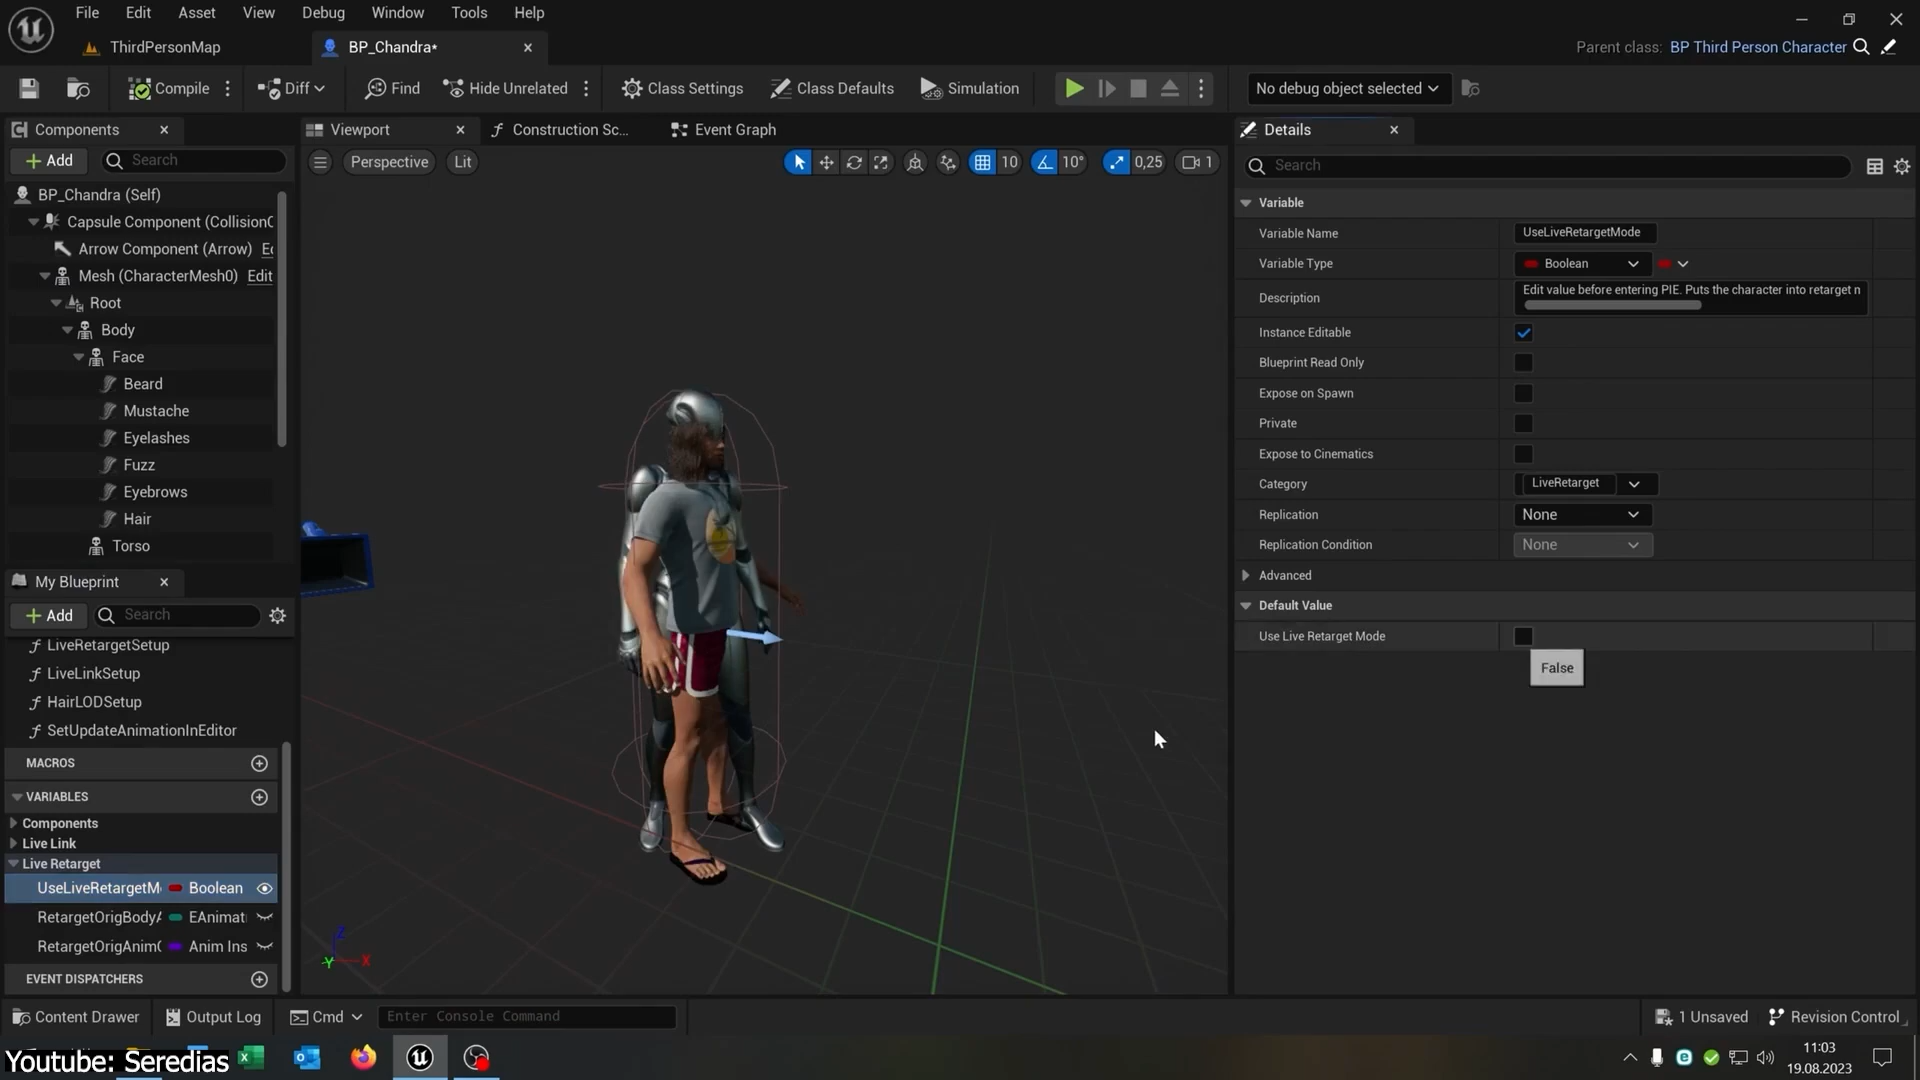 File Edit Asset View Debug Window Tools Help
ThirdPersonMap
BP_Chandra*
Parent class: BP Third Person Character
Compile
Diff
Find
Hide Unrelated
Class Settings
Class Defaults
Simulation
No debug object selected
Components
Add
Search
BP_Chandra (Self)
Capsule Component (CollisionC
Arrow Component (Arrow) Ec
Mesh (CharacterMesh0) Edit
Root
Body
Face
Beard
Mustache
Eyelashes
Fuzz
Eyebrows
Hair
Torso
My Blueprint
Add
Search
LiveRetargetSetup
LiveLinkSetup
HairLODSetup
SetUpdateAnimationInEditor
MACROS
VARIABLES
Components
Live Link
Live Retarget
UseLiveRetargetM Boolean
RetargetOrigBodyA EAnimat
RetargetOrigAnimC Anim Ins
EVENT DISPATCHERS
Viewport
Construction Sc...
Event Graph
Perspective
Lit
10
10°
0,25
1
Z
Y
X
Details
Search
Variable
Variable Name UseLiveRetargetMode
Variable Type Boolean
Description Edit value before entering PIE. Puts the character into retarget n
Instance Editable
Blueprint Read Only
Expose on Spawn
Private
Expose to Cinematics
Category LiveRetarget
Replication None
Replication Condition None
Advanced
Default Value
Use Live Retarget Mode
False
Content Drawer
Output Log
Cmd
Enter Console Command
1 Unsaved
Revision Control
Youtube: Seredias
11:03
19.08.2023